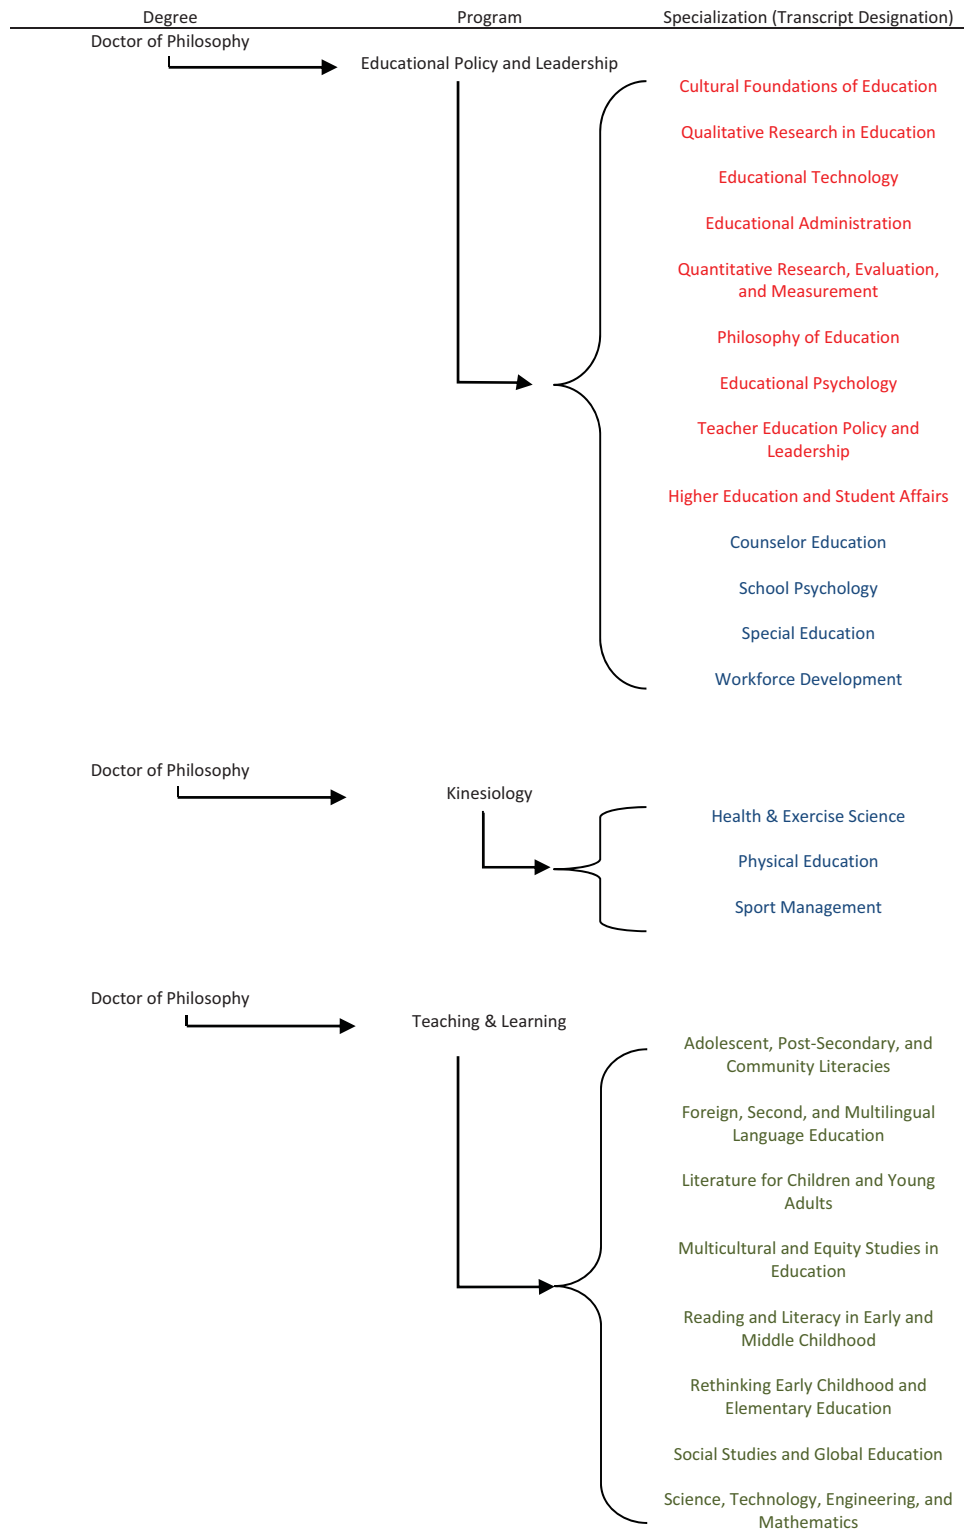 Degree Program Specialization (Transcript Designation)
Doctor of Philosophy
Educational Policy and Leadership
Cultural Foundations of Education
Qualitative Research in Education
Educational Technology
Educational Administration
Quantitative Research, Evaluation,
and Measurement
Philosophy of Education
Educational Psychology
Teacher Education Policy and
Leadership
Higher Education and Student Affairs
Counselor Education
School Psychology
Special Education
Workforce Development
Doctor of Philosophy
Kinesiology
Health & Exercise Science
Physical Education
Sport Management
Doctor of Philosophy
Teaching & Learning
Adolescent, Post-Secondary, and
Community Literacies
Foreign, Second, and Multilingual
Language Education
Literature for Children and Young
Adults
Multicultural and Equity Studies in
Education
Reading and Literacy in Early and
Middle Childhood
Rethinking Early Childhood and
Elementary Education
Social Studies and Global Education
Science, Technology, Engineering, and
Mathematics